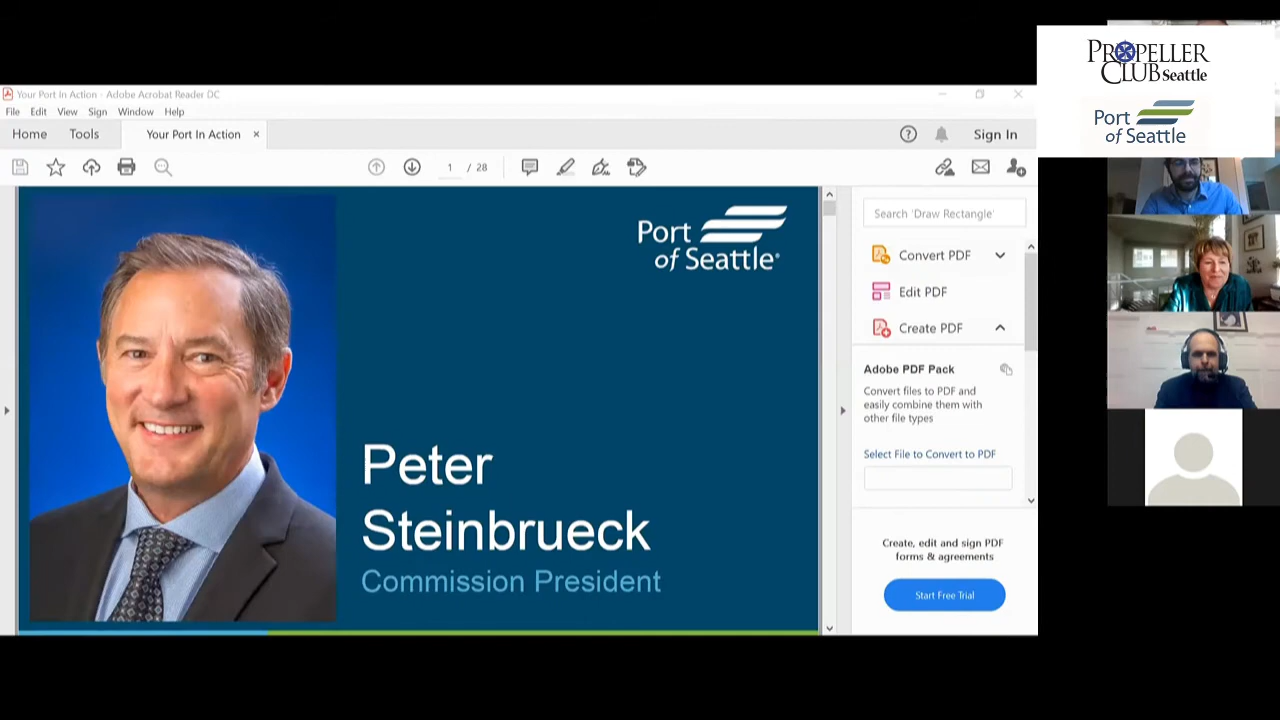 PROPELLER
CLUB Seattle
Port
of Seattle
Your Port In Action - Adobe Acrobat Reader DC
File Edit View Sign Window Help
Home Tools Your Port In Action × Sign In
1 / 28
Port
of Seattle
Peter
Steinbrueck
Commission President
Search 'Draw Rectangle'
Convert PDF
Edit PDF
Create PDF
Adobe PDF Pack
Convert files to PDF and
easily combine them with
other file types
Select File to Convert to PDF
Create, edit and sign PDF
forms & agreements
Start Free Trial